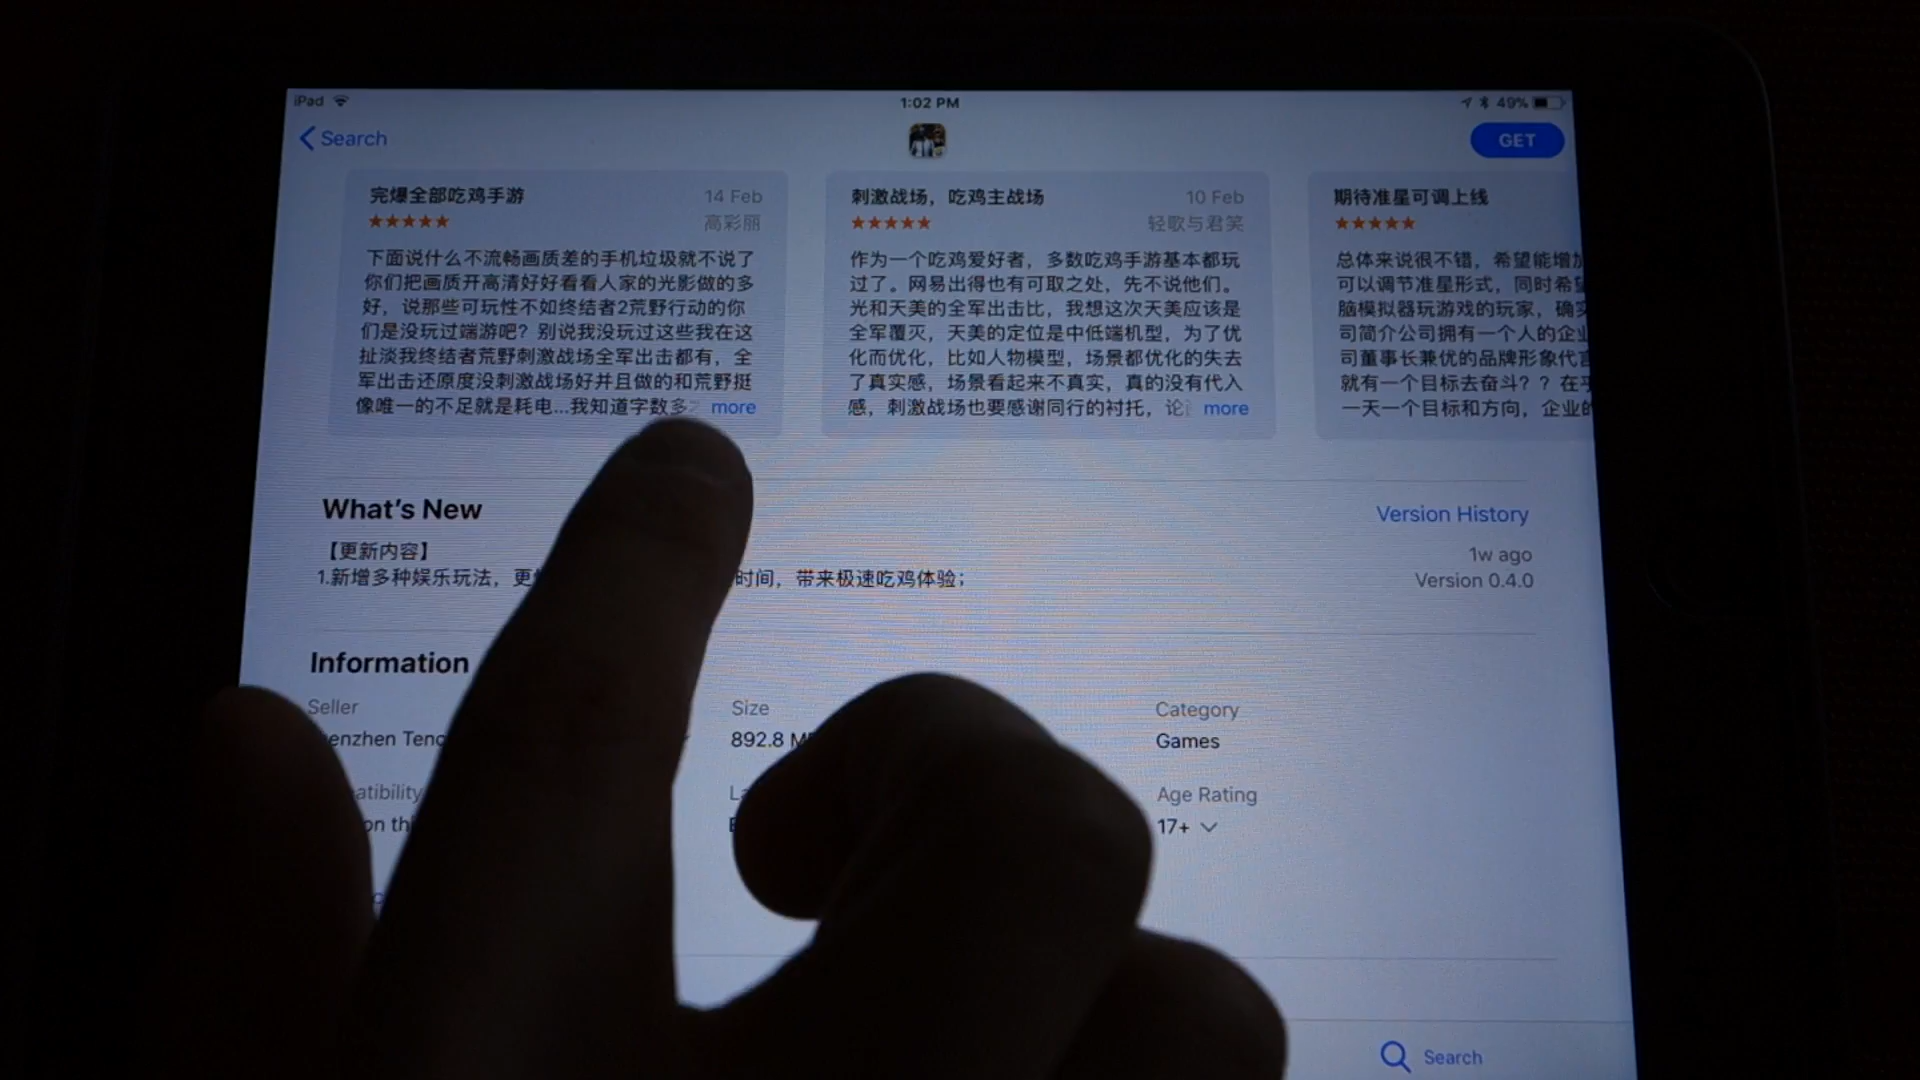 iPad
1:02 PM
49%
Search
GET
完爆全部吃鸡手游
14 Feb
高彩丽
下面说什么不流畅画质差的手机垃圾就不说了
你们把画质开高清好好看看人家的光影做的多
好，说那些可玩性不如终结者2荒野行动的你
们是没玩过端游吧？别说我没玩过这些我在这
扯淡我终结者荒野刺激战场全军出击都有，全
军出击还原度没刺激战场好并且做的和荒野挺
像唯一的不足就是耗电...我知道字数多
more
刺激战场，吃鸡主战场
10 Feb
轻歌与君笑
作为一个吃鸡爱好者，多数吃鸡手游基本都玩
过了。网易出得也有可取之处，先不说他们。
光和天美的全军出击比，我想这次天美应该是
全军覆灭，天美的定位是中低端机型，为了优
化而优化，比如人物模型，场景都优化的失去
了真实感，场景看起来不真实，真的没有代入
感，刺激战场也要感谢同行的衬托，论
more
期待准星可调上线
总体来说很不错，希望能增加
可以调节准星形式，同时希望
脑模拟器玩游戏的玩家，确实
司简介公司拥有一个人的企业
司董事长兼优的品牌形象代言
就有一个目标去奋斗？？在乎
一天一个目标和方向，企业的
What's New
Version History
【更新内容】
1.新增多种娱乐玩法，更 时间，带来极速吃鸡体验；
1w ago
Version 0.4.0
Information
Seller
enzhen Tenc
Size
892.8 M
Category
Games
atibility
on thi
Age Rating
17+
Search